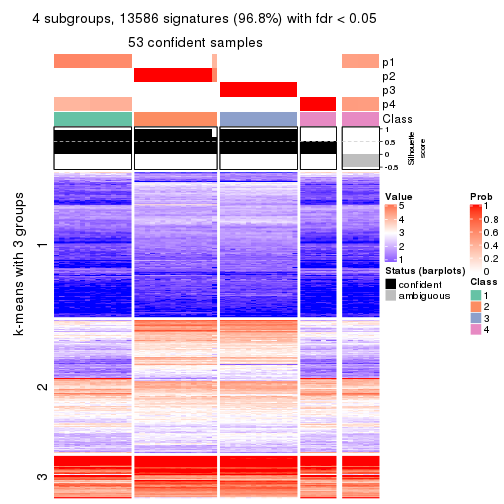 4 subgroups, 13586 signatures (96.8%) with fdr < 0.05
53 confident samples
p1
p2
p3
p4
Class
1
0.5
0
-0.5
Silhouette
score
k-means with 3 groups
1
2
3
Value
5
4
3
2
1
Status (barplots)
confident
ambiguous
Prob
1
0.8
0.6
0.4
0.2
0
Class
1
2
3
4